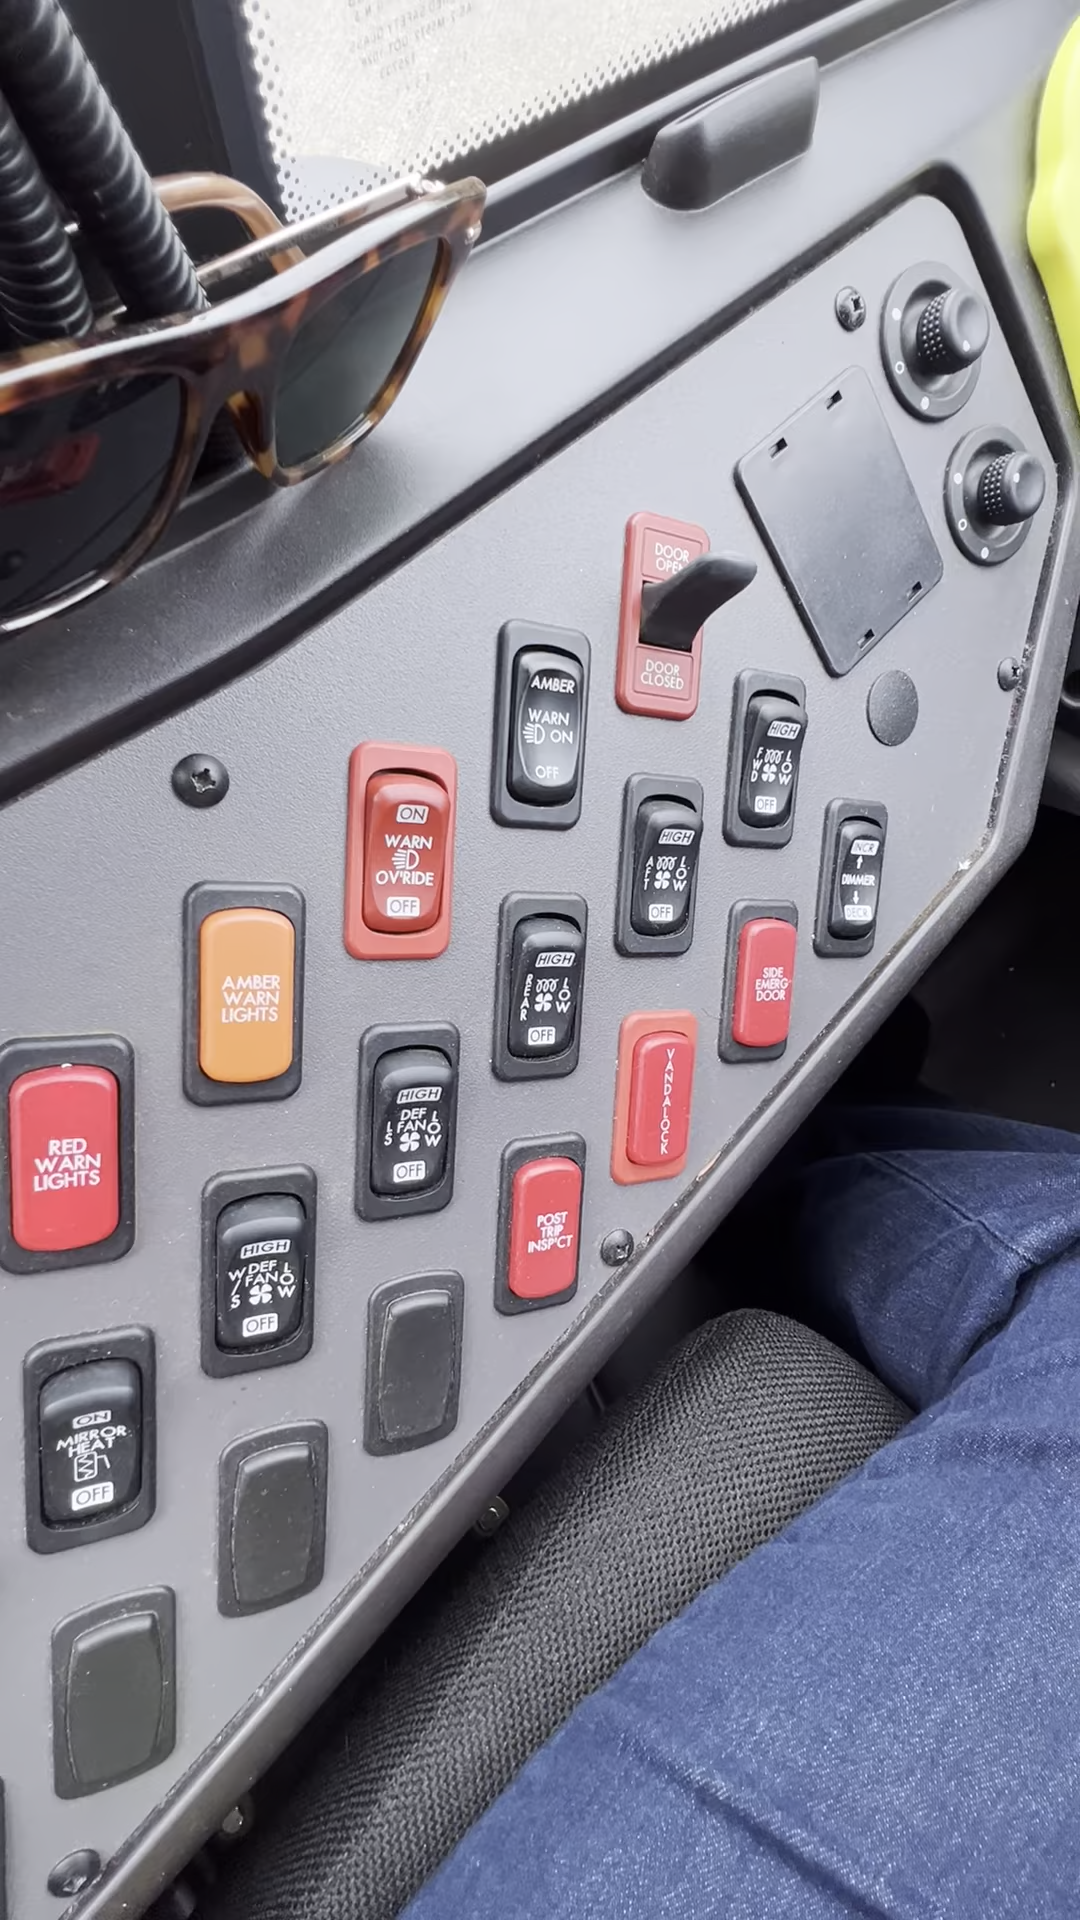 DOOR
OPEN
DOOR
CLOSED
AMBER
WARN
ON
OFF
HIGH
FWD
LOW
OFF
ON
WARN
OV'RIDE
OFF
HIGH
AFT
LOW
OFF
INCR
DIMMER
DECR
AMBER
WARN
LIGHTS
HIGH
REAR
LOW
OFF
SIDE
EMERG
DOOR
RED
WARN
LIGHTS
HIGH
LS
DEF
FAN
LOW
OFF
VANDALOCK
HIGH
W/S
DEF
FAN
LOW
OFF
POST
TRIP
INSP'CT
ON
MIRROR
HEAT
OFF